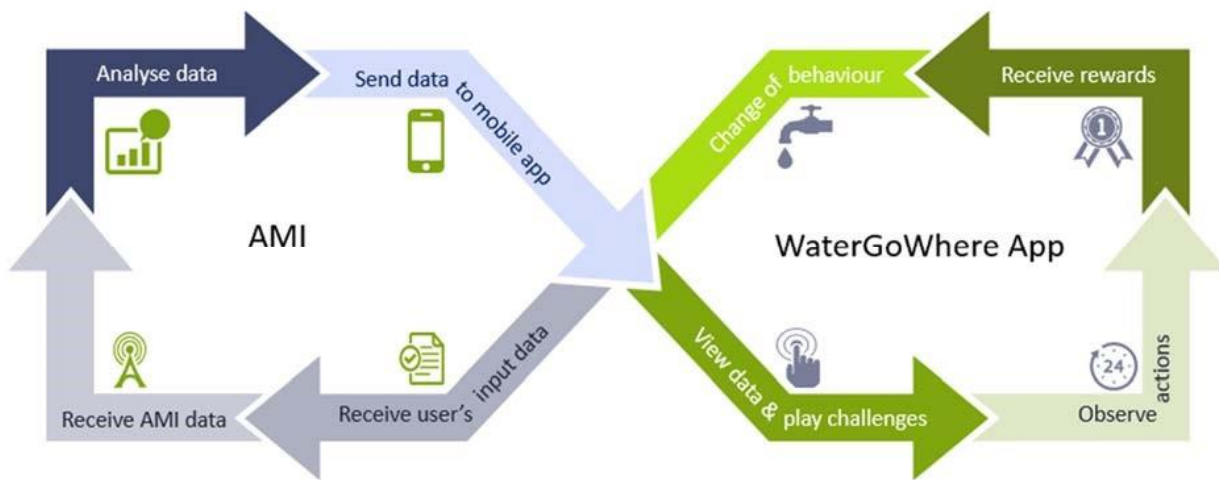 Analyse data
Send data
to mobile app
AMI
Receive AMI data
Receive user's
input data
Change of
behaviour
Receive rewards
1
WaterGoWhere App
View data &
play challenges
24
Observe
actions